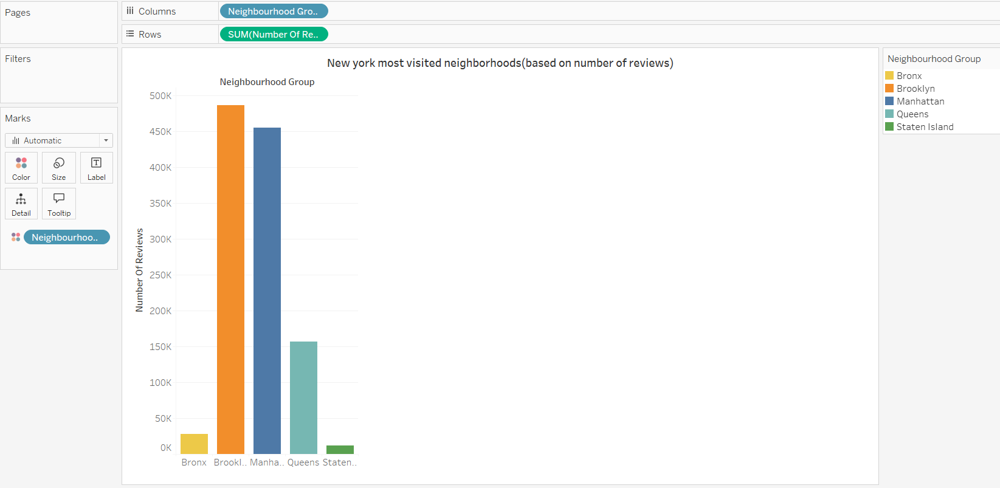 Pages
Columns
Neighbourhood Gro..
Rows
SUM(Number Of Re..
Filters
Marks
Automatic
Color
Size
Label
Detail
Tooltip
Neighbourhoo..
New york most visited neighborhoods(based on number of reviews)
Neighbourhood Group
Number Of Reviews
500K
450K
400K
350K
300K
250K
200K
150K
100K
50K
0K
Bronx Brookl.. Manha.. Queens Staten..
Neighbourhood Group
Bronx
Brooklyn
Manhattan
Queens
Staten Island